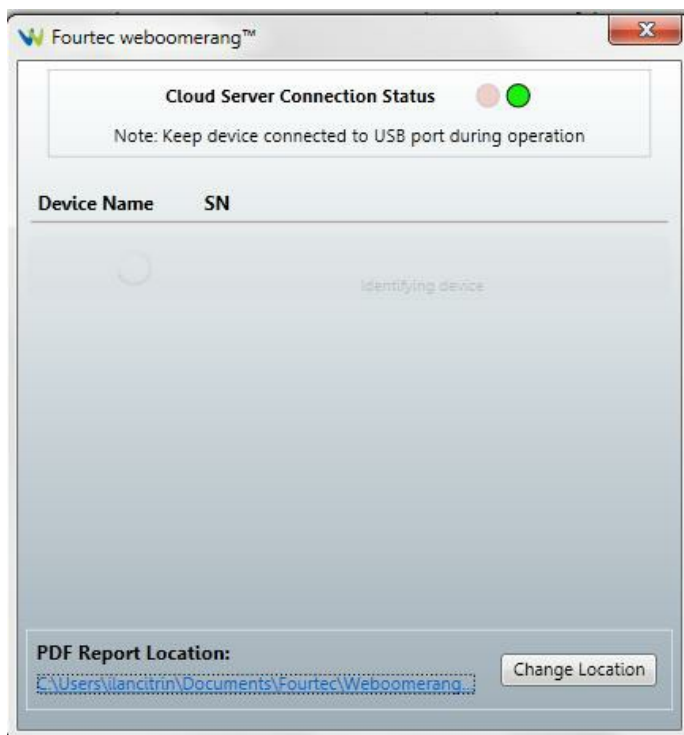 Fourtec weboomerang™
Cloud Server Connection Status
Note: Keep device connected to USB port during operation
Device Name SN
Identifying device
PDF Report Location:
C:\Users\ilancitrin\Documents\Fourtec\Weboomerang...
Change Location